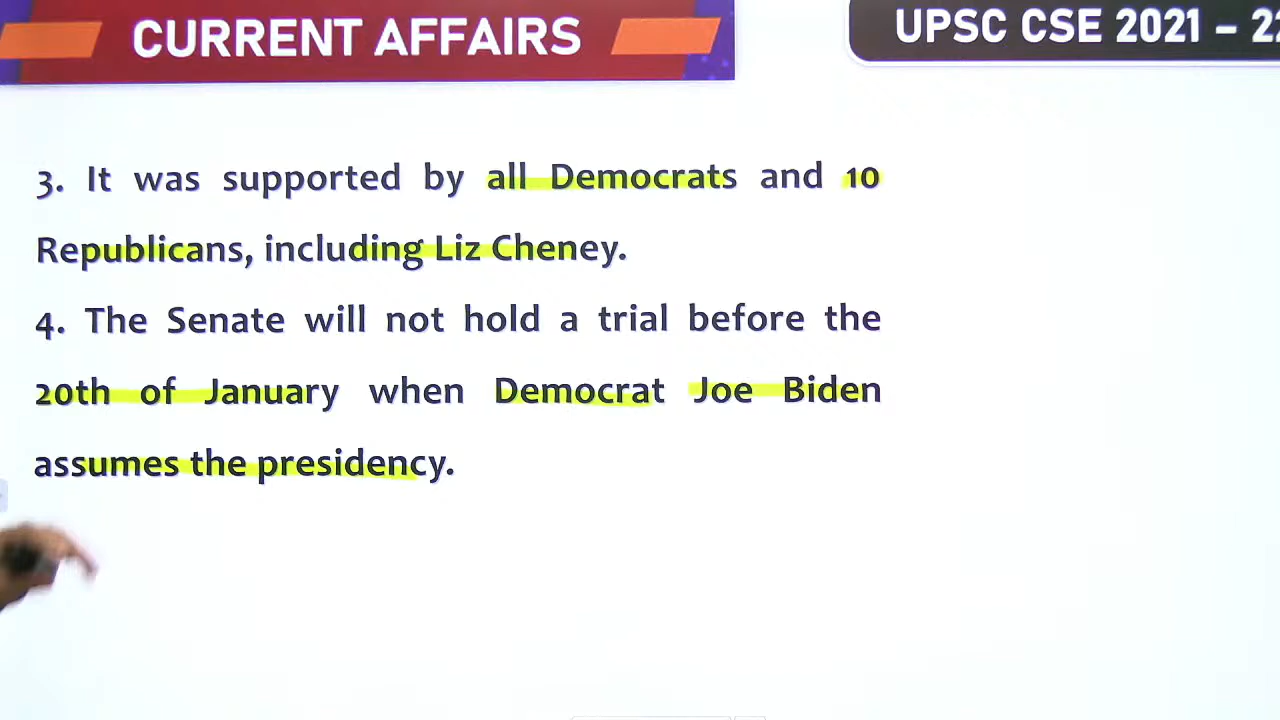 CURRENT AFFAIRS
UPSC CSE 2021 – 22
3. It was supported by all Democrats and 10
Republicans, including Liz Cheney.
4. The Senate will not hold a trial before the
20th of January when Democrat Joe Biden
assumes the presidency.